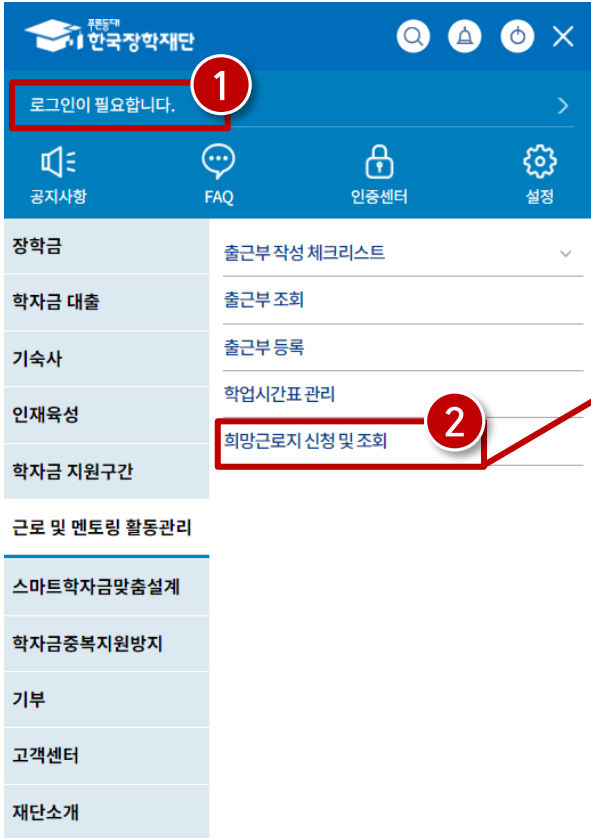 푸른등대
한국장학재단
로그인이 필요합니다.
1
공지사항
FAQ
인증센터
설정
장학금
학자금 대출
기숙사
인재육성
학자금 지원구간
근로 및 멘토링 활동관리
스마트학자금맞춤설계
학자금중복지원방지
기부
고객센터
재단소개
출근부 작성 체크리스트
출근부 조회
출근부 등록
학업시간표 관리
희망근로지 신청 및 조회
2